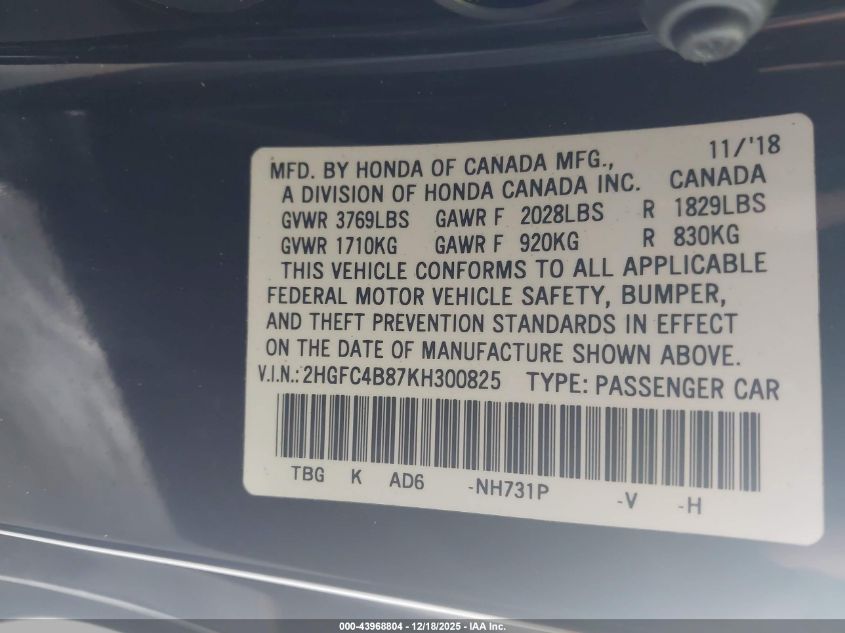 11/'18
MFD. BY HONDA OF CANADA MFG.,
A DIVISION OF HONDA CANADA INC. CANADA
GVWR 3769LBS GAWR F 2028LBS R 1829LBS
GVWR 1710KG GAWR F 920KG R 830KG
THIS VEHICLE CONFORMS TO ALL APPLICABLE
FEDERAL MOTOR VEHICLE SAFETY, BUMPER,
AND THEFT PREVENTION STANDARDS IN EFFECT
ON THE DATE OF MANUFACTURE SHOWN ABOVE.
V.I.N.: 2HGFC4B87KH300825 TYPE: PASSENGER CAR
TBG K AD6 -NH731P -V -H
000-43968804 - 12/18/2025 - IAA Inc.